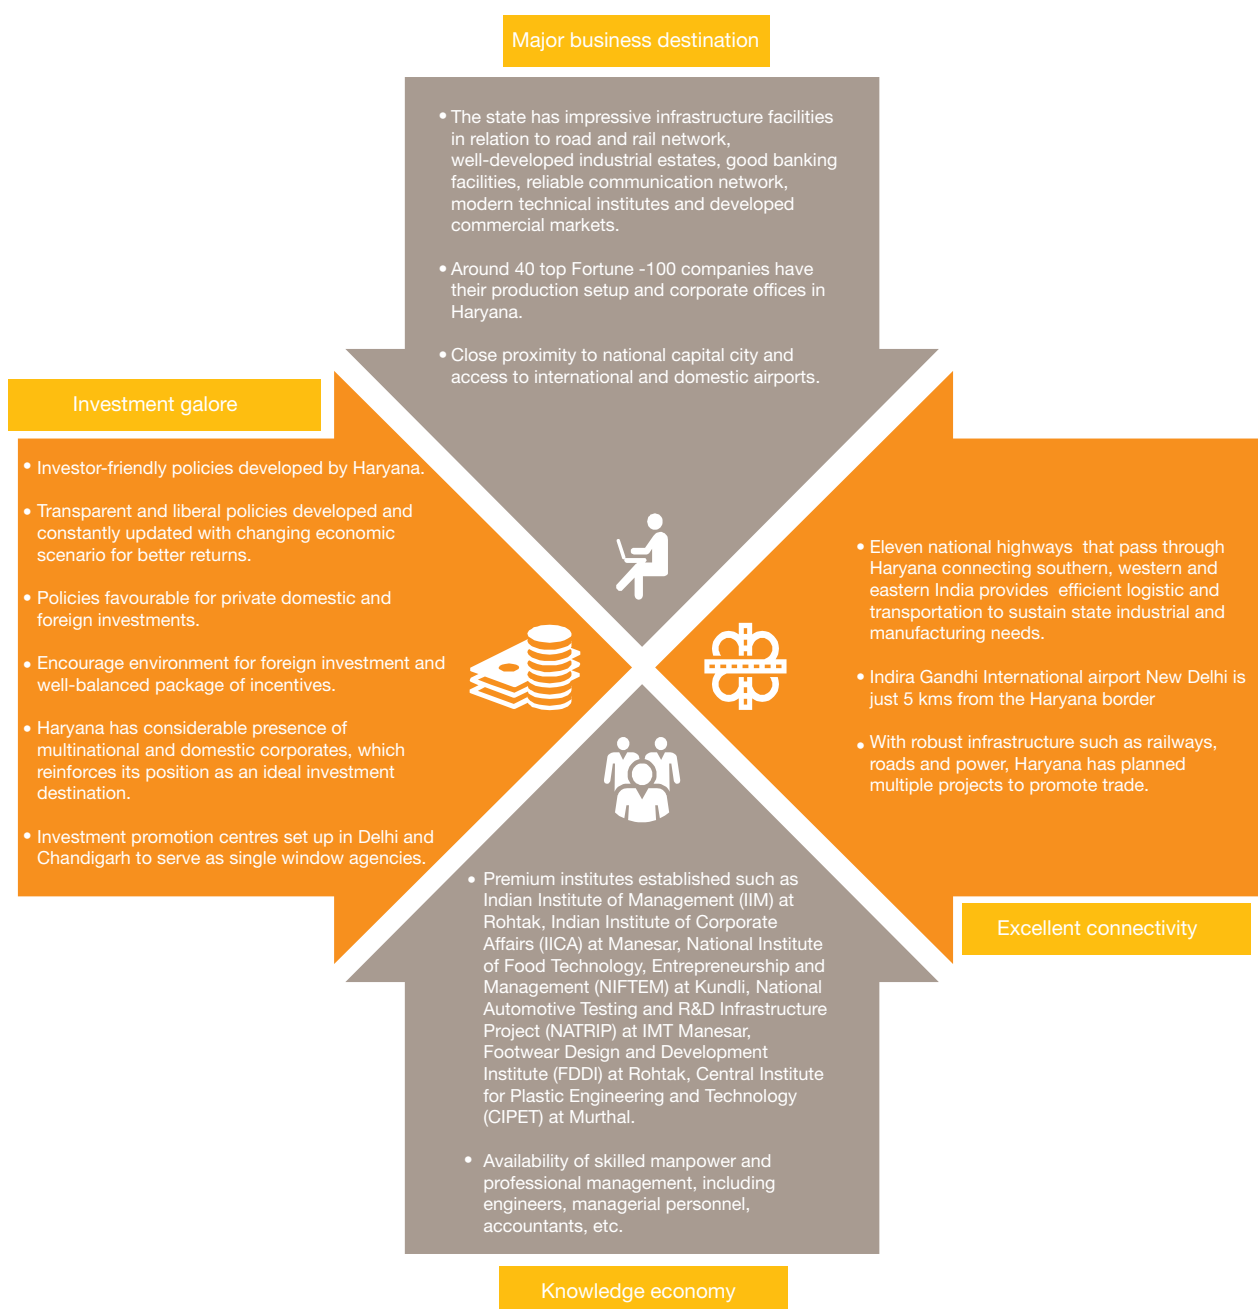 Major business destination
• The state has impressive infrastructure facilities
in relation to road and rail network,
well-developed industrial estates, good banking
facilities, reliable communication network,
modern technical institutes and developed
commercial markets.
• Around 40 top Fortune -100 companies have
their production setup and corporate offices in
Haryana.
• Close proximity to national capital city and
access to international and domestic airports.
Investment galore
• Investor-friendly policies developed by Haryana.
• Transparent and liberal policies developed and
constantly updated with changing economic
scenario for better returns.
• Policies favourable for private domestic and
foreign investments.
• Encourage environment for foreign investment and
well-balanced package of incentives.
• Haryana has considerable presence of
multinational and domestic corporates, which
reinforces its position as an ideal investment
destination.
• Investment promotion centres set up in Delhi and
Chandigarh to serve as single window agencies.
• Eleven national highways that pass through
Haryana connecting southern, western and
eastern India provides efficient logistic and
transportation to sustain state industrial and
manufacturing needs.
• Indira Gandhi International airport New Delhi is
just 5 kms from the Haryana border
• With robust infrastructure such as railways,
roads and power, Haryana has planned
multiple projects to promote trade.
Excellent connectivity
• Premium institutes established such as
Indian Institute of Management (IIM) at
Rohtak, Indian Institute of Corporate
Affairs (IICA) at Manesar, National Institute
of Food Technology, Entrepreneurship and
Management (NIFTEM) at Kundli, National
Automotive Testing and R&D Infrastructure
Project (NATRIP) at IMT Manesar,
Footwear Design and Development
Institute (FDDI) at Rohtak, Central Institute
for Plastic Engineering and Technology
(CIPET) at Murthal.
• Availability of skilled manpower and
professional management, including
engineers, managerial personnel,
accountants, etc.
Knowledge economy